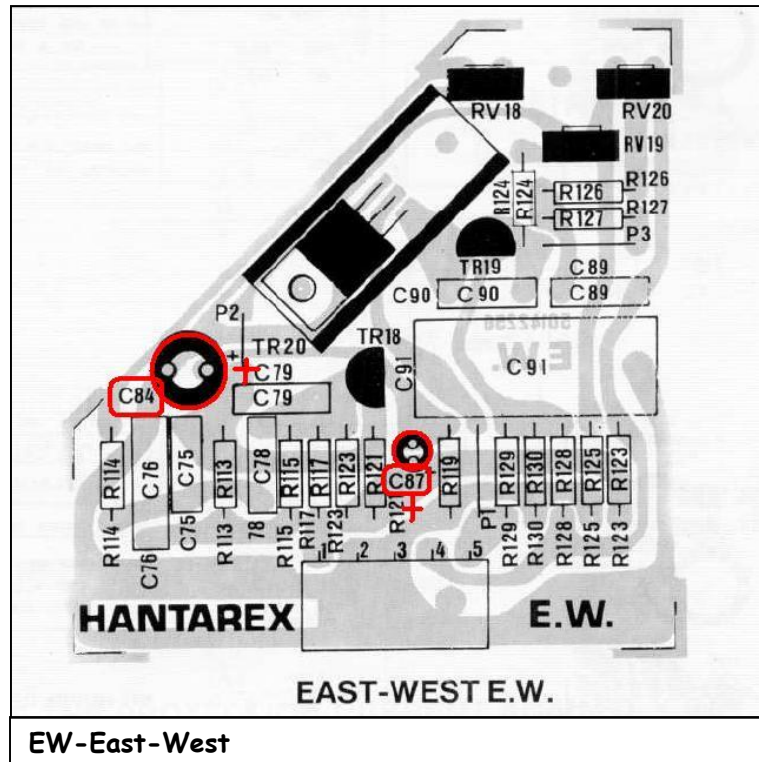 RV18 RV20
RV19
R124 R124 R126 R126
R127 R127
P3
TR19 C89
C90 C90 C89
50142250
E.W.
P2
+ TR20 TR18
+ C79
C79
C91 C91
C84
R114 C76 C75 R113 C78 R115 R117 R123 R121 C87 R119 R129 R130 R128 R125 R123
+
R114 C76 C75 R113 78 R115 R117 R123 R121 P1 R129 R130 R128 R125 R123
1 2 3 4 5
HANTAREX E.W.
EAST-WEST E.W.
EW-East-West